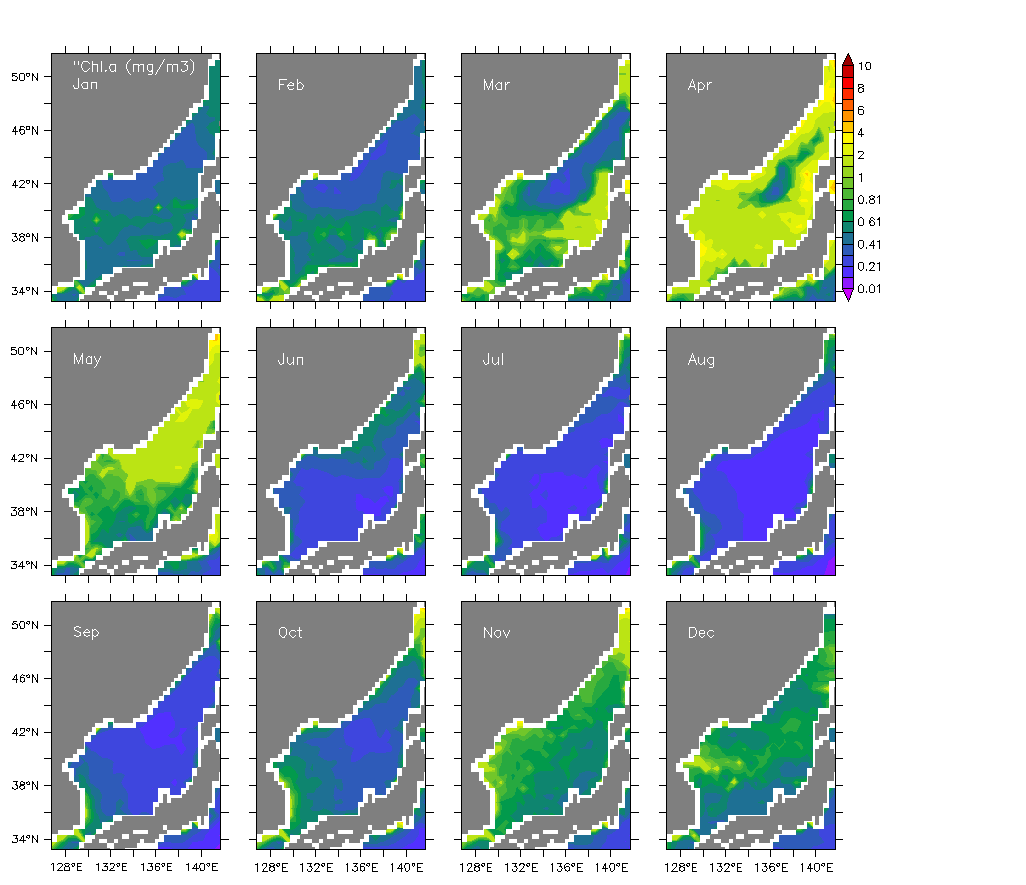 "Chl.a (mg/m3)
Jan
Feb
Mar
Apr
50°N
46°N
42°N
38°N
34°N
10
8
6
4
2
1
0.81
0.61
0.41
0.21
0.01
May
Jun
Jul
Aug
50°N
46°N
42°N
38°N
34°N
Sep
Oct
Nov
Dec
50°N
46°N
42°N
38°N
34°N
128°E 132°E 136°E 140°E 128°E 132°E 136°E 140°E 128°E 132°E 136°E 140°E 128°E 132°E 136°E 140°E